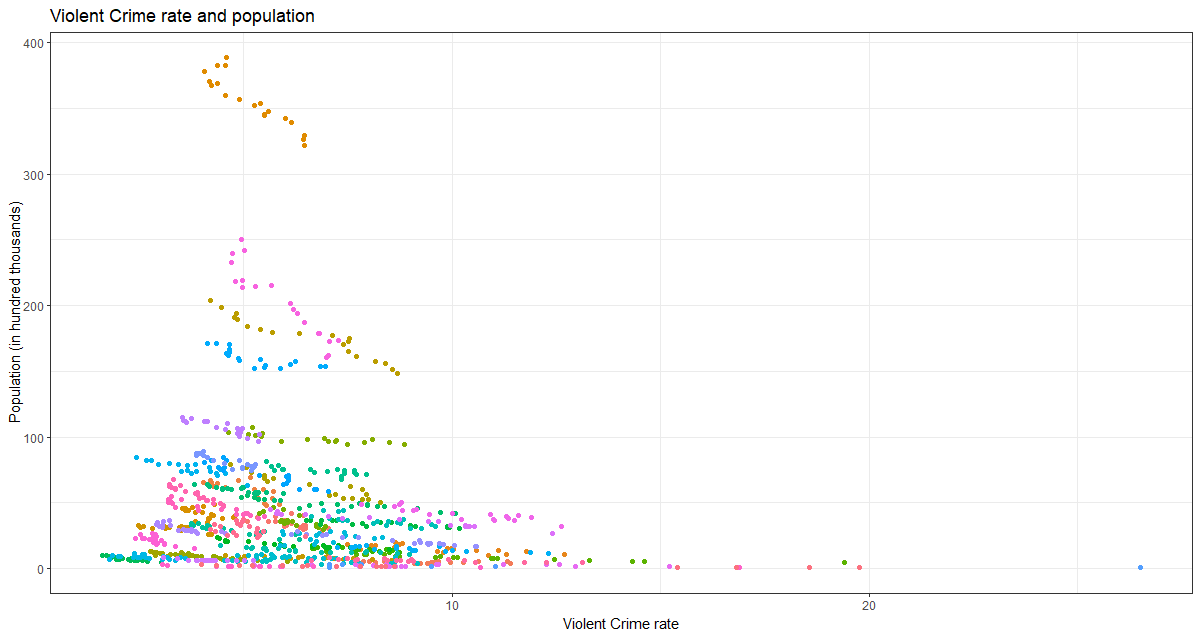 Violent Crime rate and population
400
300
200
100
0
Population (in hundred thousands)
10
20
Violent Crime rate